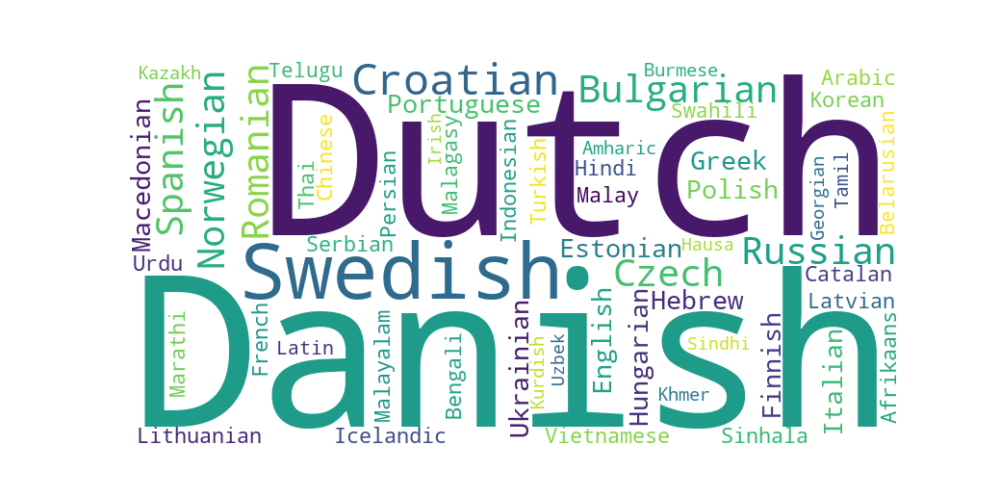 Kazakh
Telugu
Croatian
Burmese
Arabic
Macedonian
Spanish
Norwegian
Romanian
Dutch
Portuguese
Bulgarian
Swahili
Korean
Thai
Chinese
Persian
Irish
Malagasy
Indonesian
Turkish
Amharic
Hindi
Malay
Greek
Polish
Georgian
Tamil
Belarusian
Serbian
Urdu
Swedish
Estonian
Hausa
Russian
Czech
Catalan
Danish
Hebrew
Latvian
Marathi
French
Latin
Malayalam
Bengali
Ukrainian
Kurdish
Uzbek
English
Hungarian
Sindhi
Khmer
Finnish
Italian
Afrikaans
Lithuanian
Icelandic
Vietnamese
Sinhala